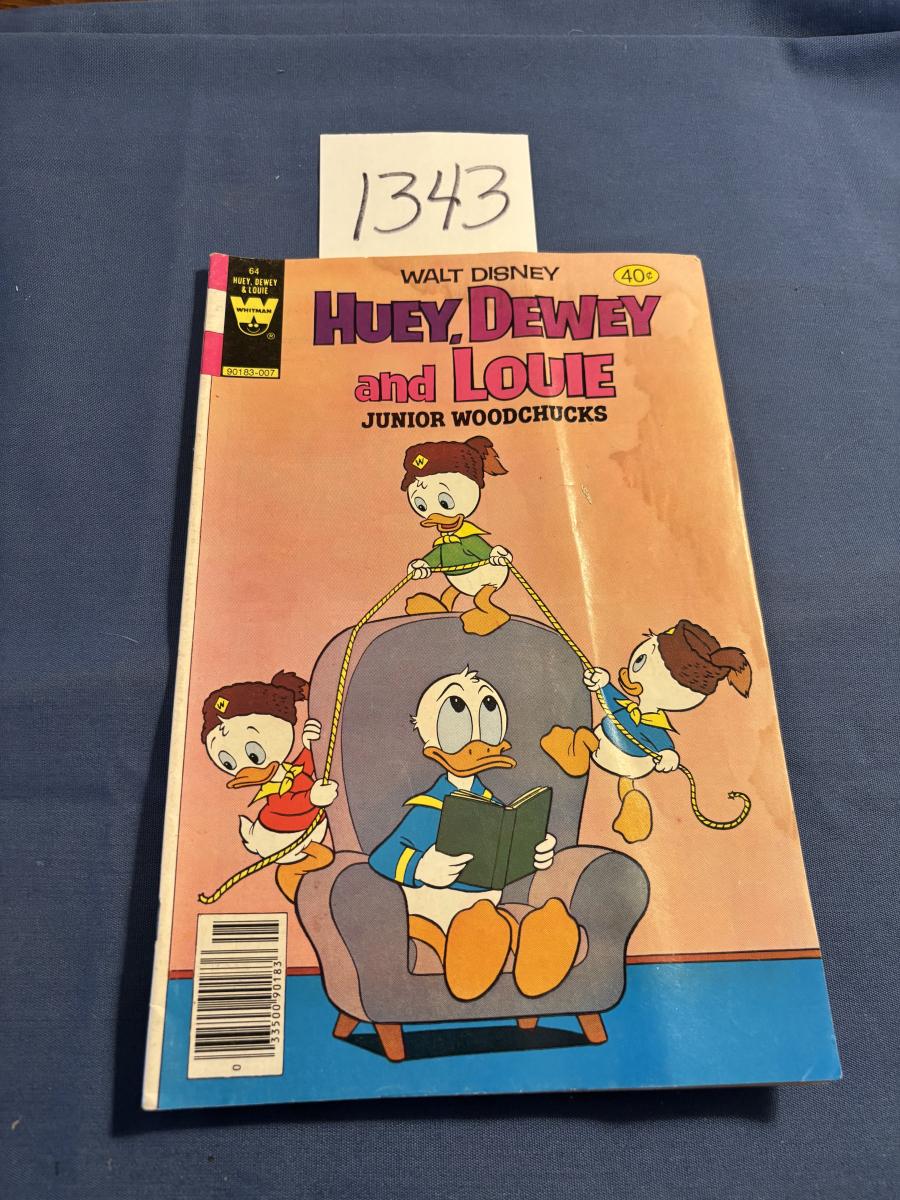 1343
64
HUEY, DEWEY
& LOUIE
W
WHITMAN
®
90183-007
WALT DISNEY
40¢
HUEY, DEWEY
and LOUIE
JUNIOR WOODCHUCKS
W
W
0
33500 90183